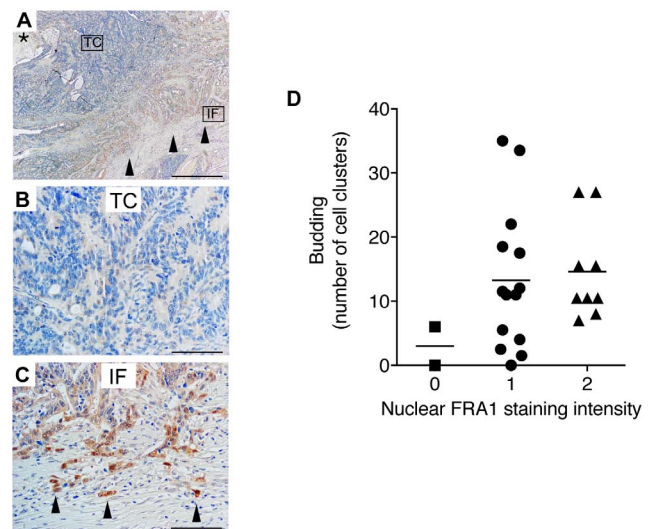 A
*
TC
IF
B
TC
C
IF
D
40
30
20
10
0
Budding
(number of cell clusters)
0 1 2
Nuclear FRA1 staining intensity